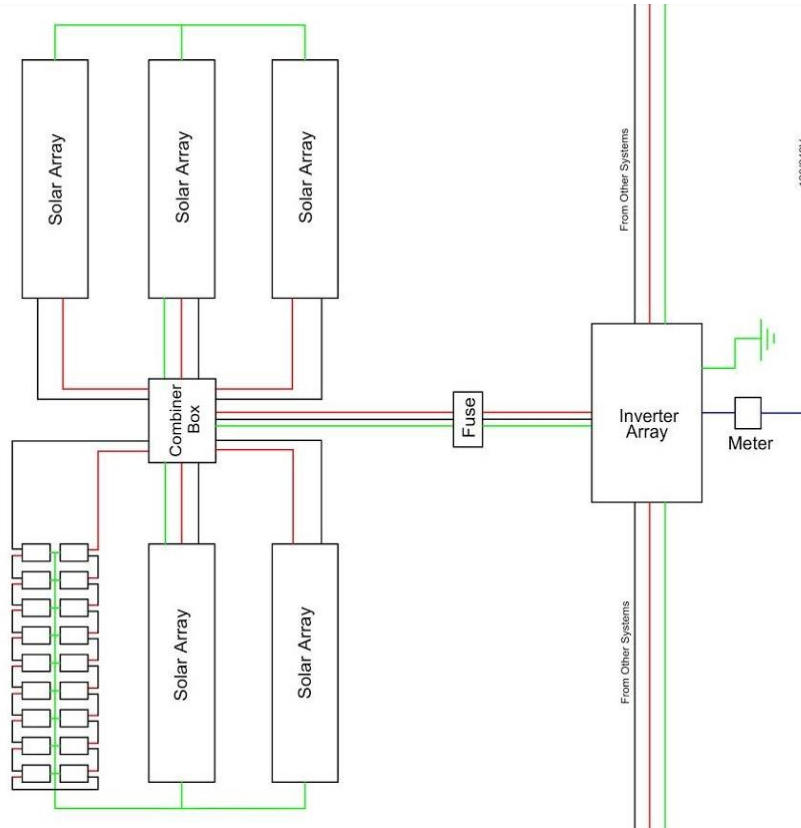 Solar Array
Solar Array
Solar Array
From Other Systems
Combiner
Box
Fuse
Inverter
Array
Meter
Solar Array
Solar Array
From Other Systems